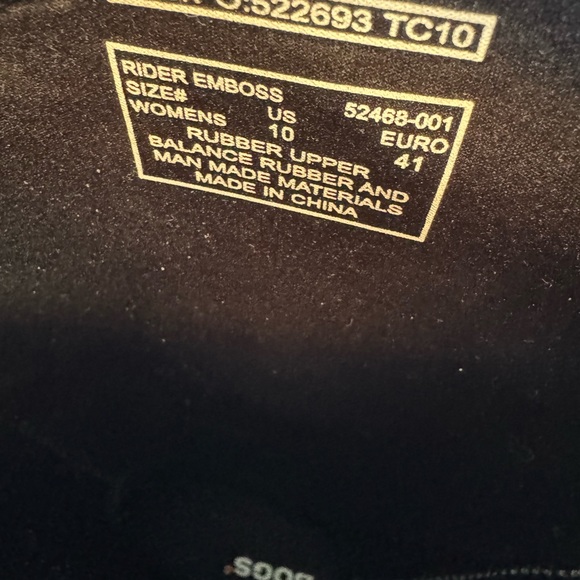 P O:522693 TC10
RIDER EMBOSS 52468-001
SIZE# US EURO
WOMENS 10 41
RUBBER UPPER
BALANCE RUBBER AND
MAN MADE MATERIALS
MADE IN CHINA
BOGS